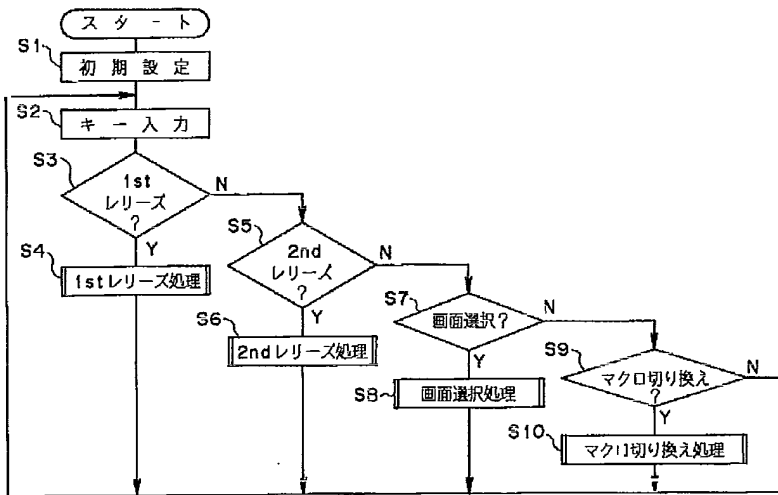 スタート
S1
初期設定
S2
キー入力
S3
1st
レリーズ
?
N
Y
S4
1stレリーズ処理
S5
2nd
レリーズ
?
N
Y
S6
2ndレリーズ処理
S7
画面選択?
N
Y
S8
画面選択処理
S9
マクロ切り換え
?
N
Y
S10
マクロ切り換え処理